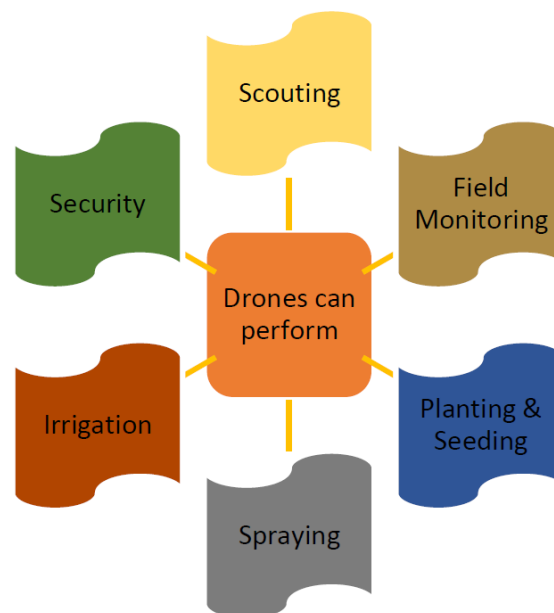 Scouting
Security
Field
Monitoring
Drones can
perform
Irrigation
Planting &
Seeding
Spraying